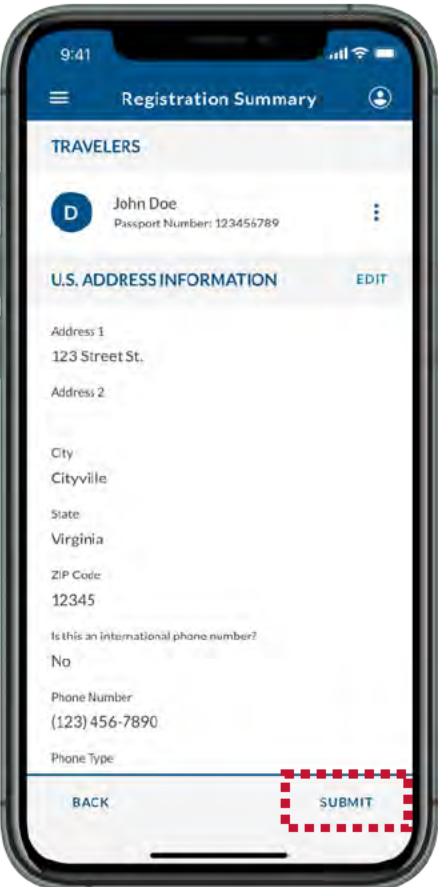 9:41
Registration Summary
TRAVELERS
D
John Doe
Passport Number: 123456789
U.S. ADDRESS INFORMATION
EDIT
Address 1
123 Street St.
Address 2
City
Cityville
State
Virginia
ZIP Code
12345
Is this an international phone number?
No
Phone Number
(123) 456-7890
Phone Type
BACK
SUBMIT